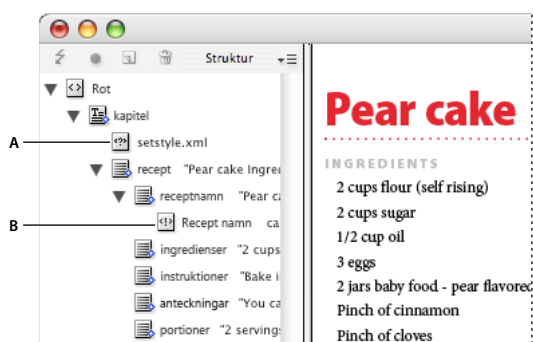 Struktur
Rot
kapitel
A
setstyle.xml
recept "Pear cake Ingre
receptnamn "Pear ca
B
Recept namn ca
ingredienser "2 cups
instruktioner "Bake i
anteckningar "You ca
portioner "2 servings
Pear cake
INGREDIENTS
2 cups flour (self rising)
2 cups sugar
1/2 cup oil
3 eggs
2 jars baby food - pear flavored
Pinch of cinnamon
Pinch of cloves